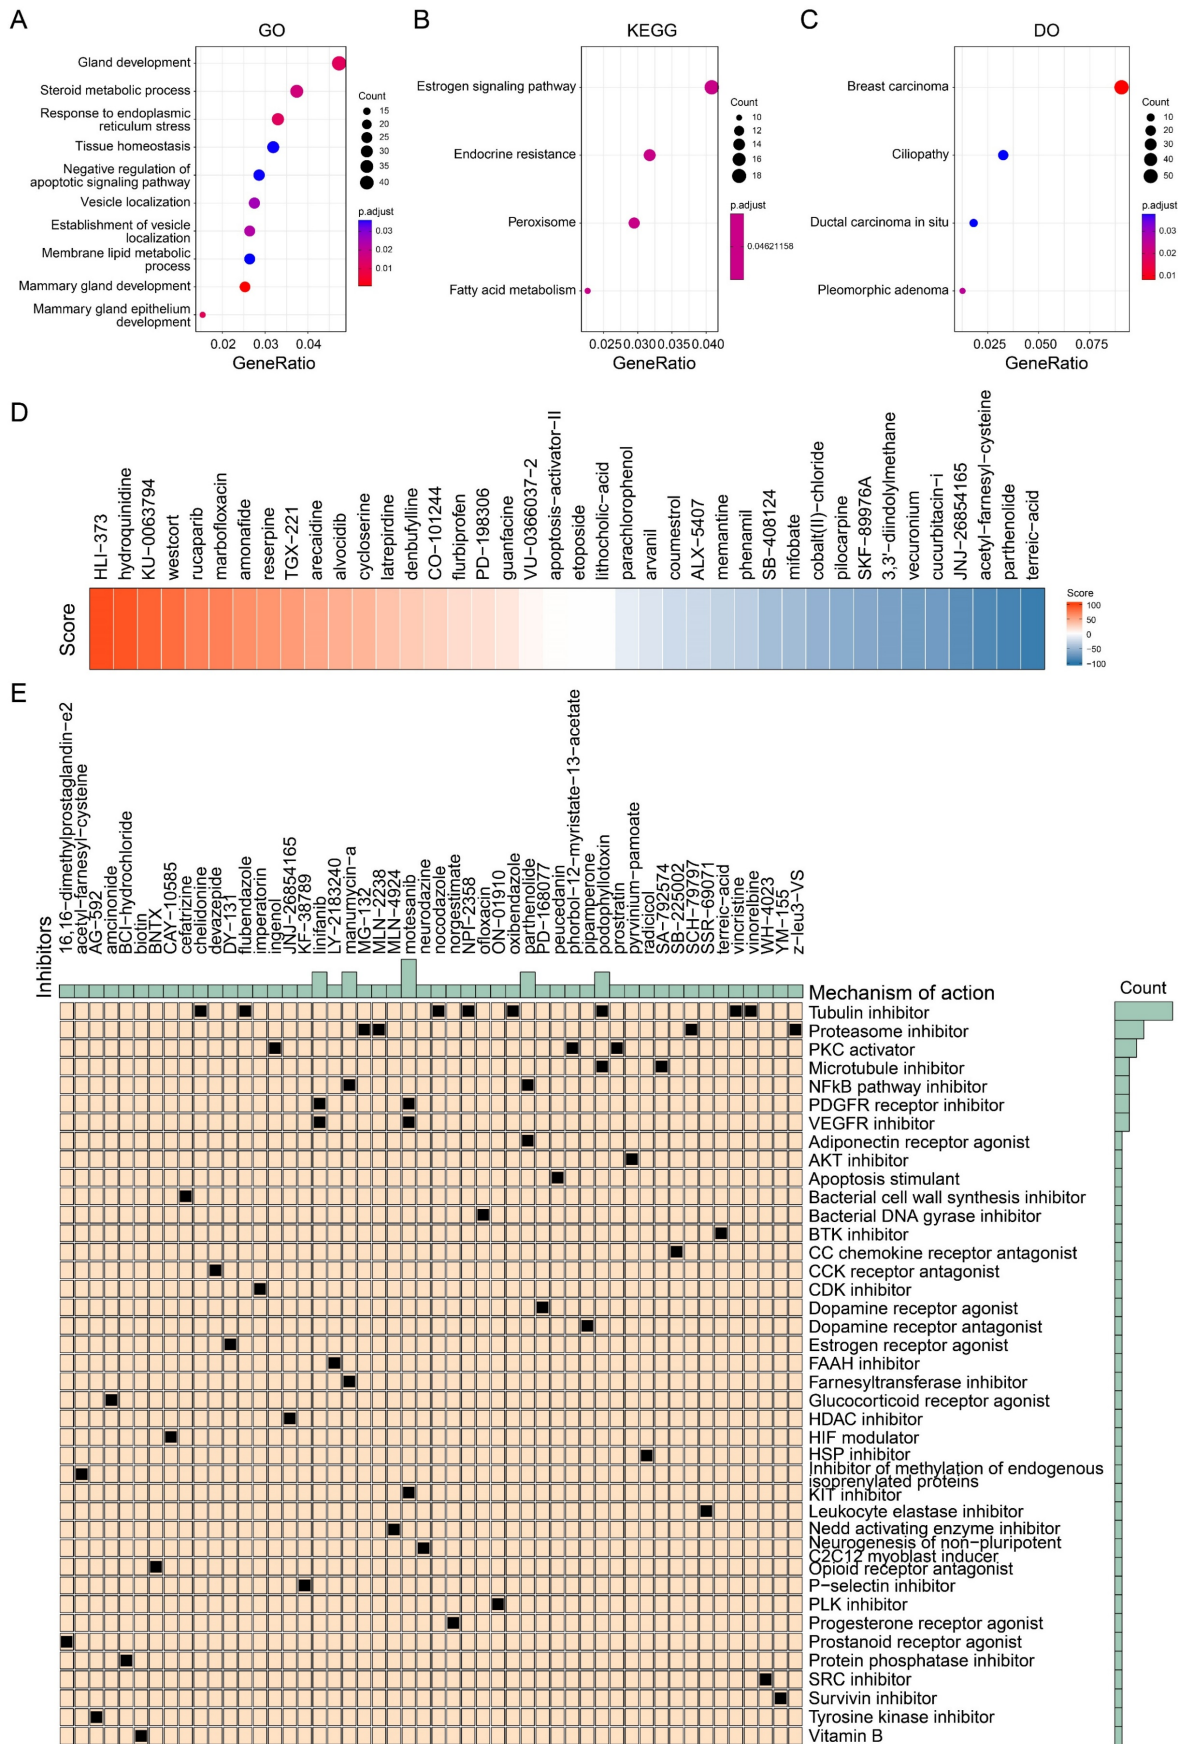 A
GO
Gland development
Steroid metabolic process
Response to endoplasmic
reticulum stress
Tissue homeostasis
Negative regulation of
apoptotic signaling pathway
Vesicle localization
Establishment of vesicle
localization
Membrane lipid metabolic
process
Mammary gland development
Mammary gland epithelium
development
0.02 0.03 0.04
GeneRatio
Count
15
20
25
30
35
40
p.adjust
0.03
0.02
0.01
B
KEGG
Estrogen signaling pathway
Endocrine resistance
Peroxisome
Fatty acid metabolism
0.025 0.030 0.035 0.040
GeneRatio
Count
10
12
14
16
18
p.adjust
0.04621158
C
DO
Breast carcinoma
Ciliopathy
Ductal carcinoma in situ
Pleomorphic adenoma
0.025 0.050 0.075
GeneRatio
Count
10
20
30
40
50
p.adjust
0.03
0.02
0.01
D
HLI-373
hydroquinidine
KU-0063794
westcort
rucaparib
marbofloxacin
amonafide
reserpine
TGX-221
arecaidine
alvocidib
cycloserine
latrepirdine
denbufylline
CO-101244
flurbiprofen
PD-198306
guanfacine
VU-0366037-2
apoptosis-activator-II
etoposide
lithocholic-acid
parachlorophenol
arvanil
coumestrol
ALX-5407
memantine
phenamil
SB-408124
mifobate
cobalt(II)-chloride
pilocarpine
SKF-89976A
3,3'-diindolylmethane
vecuronium
cucurbitacin-i
JNJ-26854165
acetyl-farnesyl-cysteine
parthenolide
terreic-acid
Score
Score
100
50
0
-50
-100
E
Inhibitors
16,16-dimethylprostaglandin-e2
acetyl-farnesyl-cysteine
AG-592
amcinonide
BCI-hydrochloride
biotin
BNTX
CAY-10585
cefatrizine
chelidonine
devazepide
DY-131
flubendazole
imperatorin
ingenol
JNJ-26854165
KF-38789
linifanib
LY-2183240
manumycin-a
MG-132
MLN-2238
MLN-4924
motesanib
neurodazine
nocodazole
norgestimate
NPI-2358
ofloxacin
ON-01910
oxibendazole
parthenolide
PD-168077
peucedanin
phorbol-12-myristate-13-acetate
pipamperone
podophyllotoxin
prostratin
pyrvinium-pamoate
radicicol
SA-792574
SB-225002
SCH-79797
SSR-69071
terreic-acid
vincristine
vinorelbine
WH-4023
YM-155
z-leu3-VS
Mechanism of action
Count
Tubulin inhibitor
Proteasome inhibitor
PKC activator
Microtubule inhibitor
NFkB pathway inhibitor
PDGFR receptor inhibitor
VEGFR inhibitor
Adiponectin receptor agonist
AKT inhibitor
Apoptosis stimulant
Bacterial cell wall synthesis inhibitor
Bacterial DNA gyrase inhibitor
BTK inhibitor
CC chemokine receptor antagonist
CCK receptor antagonist
CDK inhibitor
Dopamine receptor agonist
Dopamine receptor antagonist
Estrogen receptor agonist
FAAH inhibitor
Farnesyltransferase inhibitor
Glucocorticoid receptor agonist
HDAC inhibitor
HIF modulator
HSP inhibitor
Inhibitor of methylation of endogenous
isoprenylated proteins
KIT inhibitor
Leukocyte elastase inhibitor
Nedd activating enzyme inhibitor
Neurogenesis of non-pluripotent
C2C12 myoblast inducer
Opioid receptor antagonist
P-selectin inhibitor
PLK inhibitor
Progesterone receptor agonist
Prostanoid receptor agonist
Protein phosphatase inhibitor
SRC inhibitor
Survivin inhibitor
Tyrosine kinase inhibitor
Vitamin B